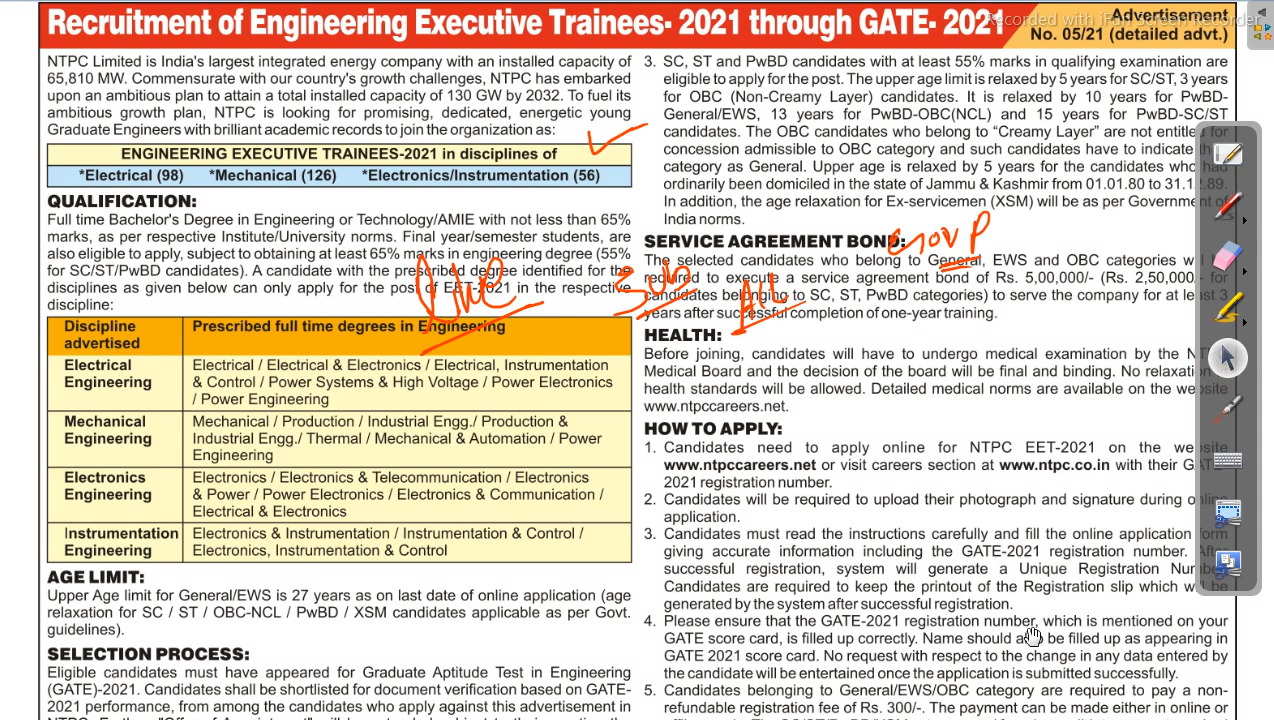 Recruitment of Engineering Executive Trainees- 2021 through GATE- 2021
Recorded with iFun Screen Recorder
Advertisement
No. 05/21 (detailed advt.)
NTPC Limited is India's largest integrated energy company with an installed capacity of
65,810 MW. Commensurate with our country's growth challenges, NTPC has embarked
upon an ambitious plan to attain a total installed capacity of 130 GW by 2032. To fuel its
ambitious growth plan, NTPC is looking for promising, dedicated, energetic young
Graduate Engineers with brilliant academic records to join the organization as:
ENGINEERING EXECUTIVE TRAINEES-2021 in disciplines of
*Electrical (98) *Mechanical (126) *Electronics/Instrumentation (56)
QUALIFICATION:
Full time Bachelor's Degree in Engineering or Technology/AMIE with not less than 65%
marks, as per respective Institute/University norms. Final year/semester students, are
also eligible to apply, subject to obtaining at least 65% marks in engineering degree (55%
for SC/ST/PwBD candidates). A candidate with the prescribed degree identified for the
disciplines as given below can only apply for the post of EET-2021 in the respective
discipline:
Like
Discipline advertised
Prescribed full time degrees in Engineering
Electrical Engineering
Electrical / Electrical & Electronics / Electrical, Instrumentation
& Control / Power Systems & High Voltage / Power Electronics
/ Power Engineering
Mechanical Engineering
Mechanical / Production / Industrial Engg. / Production &
Industrial Engg./ Thermal / Mechanical & Automation / Power
Engineering
Electronics Engineering
Electronics / Electronics & Telecommunication / Electronics
& Power / Power Electronics / Electronics & Communication /
Electrical & Electronics
Instrumentation Engineering
Electronics & Instrumentation / Instrumentation & Control /
Electronics, Instrumentation & Control
AGE LIMIT:
Upper Age limit for General/EWS is 27 years as on last date of online application (age
relaxation for SC / ST / OBC-NCL / PwBD / XSM candidates applicable as per Govt.
guidelines).
SELECTION PROCESS:
Eligible candidates must have appeared for Graduate Aptitude Test in Engineering
(GATE)-2021. Candidates shall be shortlisted for document verification based on GATE-
2021 performance, from among the candidates who apply against this advertisement in
3. SC, ST and PwBD candidates with at least 55% marks in qualifying examination are
eligible to apply for the post. The upper age limit is relaxed by 5 years for SC/ST, 3 years
for OBC (Non-Creamy Layer) candidates. It is relaxed by 10 years for PwBD-
General/EWS, 13 years for PwBD-OBC(NCL) and 15 years for PwBD-SC/ST
candidates. The OBC candidates who belong to "Creamy Layer" are not entitled for
concession admissible to OBC category and such candidates have to indicate
category as General. Upper age is relaxed by 5 years for the candidates who had
ordinarily been domiciled in the state of Jammu & Kashmir from 01.01.80 to 31.12.89.
In addition, the age relaxation for Ex-servicemen (XSM) will be as per Government of
India norms.
SERVICE AGREEMENT BOND:
Group
The selected candidates who belong to General, EWS and OBC categories will
required to execute a service agreement bond of Rs. 5,00,000/- (Rs. 2,50,000/- for
candidates belonging to SC, ST, PwBD categories) to serve the company for at least 3
years after successful completion of one-year training.
Sub
All
HEALTH:
Before joining, candidates will have to undergo medical examination by the NTPC
Medical Board and the decision of the board will be final and binding. No relaxation
health standards will be allowed. Detailed medical norms are available on the website
www.ntpccareers.net.
HOW TO APPLY:
1. Candidates need to apply online for NTPC EET-2021 on the website
www.ntpccareers.net or visit careers section at www.ntpc.co.in with their GATE
2021 registration number.
2. Candidates will be required to upload their photograph and signature during online
application.
3. Candidates must read the instructions carefully and fill the online application form
giving accurate information including the GATE-2021 registration number. After
successful registration, system will generate a Unique Registration Number.
Candidates are required to keep the printout of the Registration slip which will be
generated by the system after successful registration.
4. Please ensure that the GATE-2021 registration number, which is mentioned on your
GATE score card, is filled up correctly. Name should also be filled up as appearing in
GATE 2021 score card. No request with respect to the change in any data entered by
the candidate will be entertained once the application is submitted successfully.
5. Candidates belonging to General/EWS/OBC category are required to pay a non-
refundable registration fee of Rs. 300/-. The payment can be made either in online or